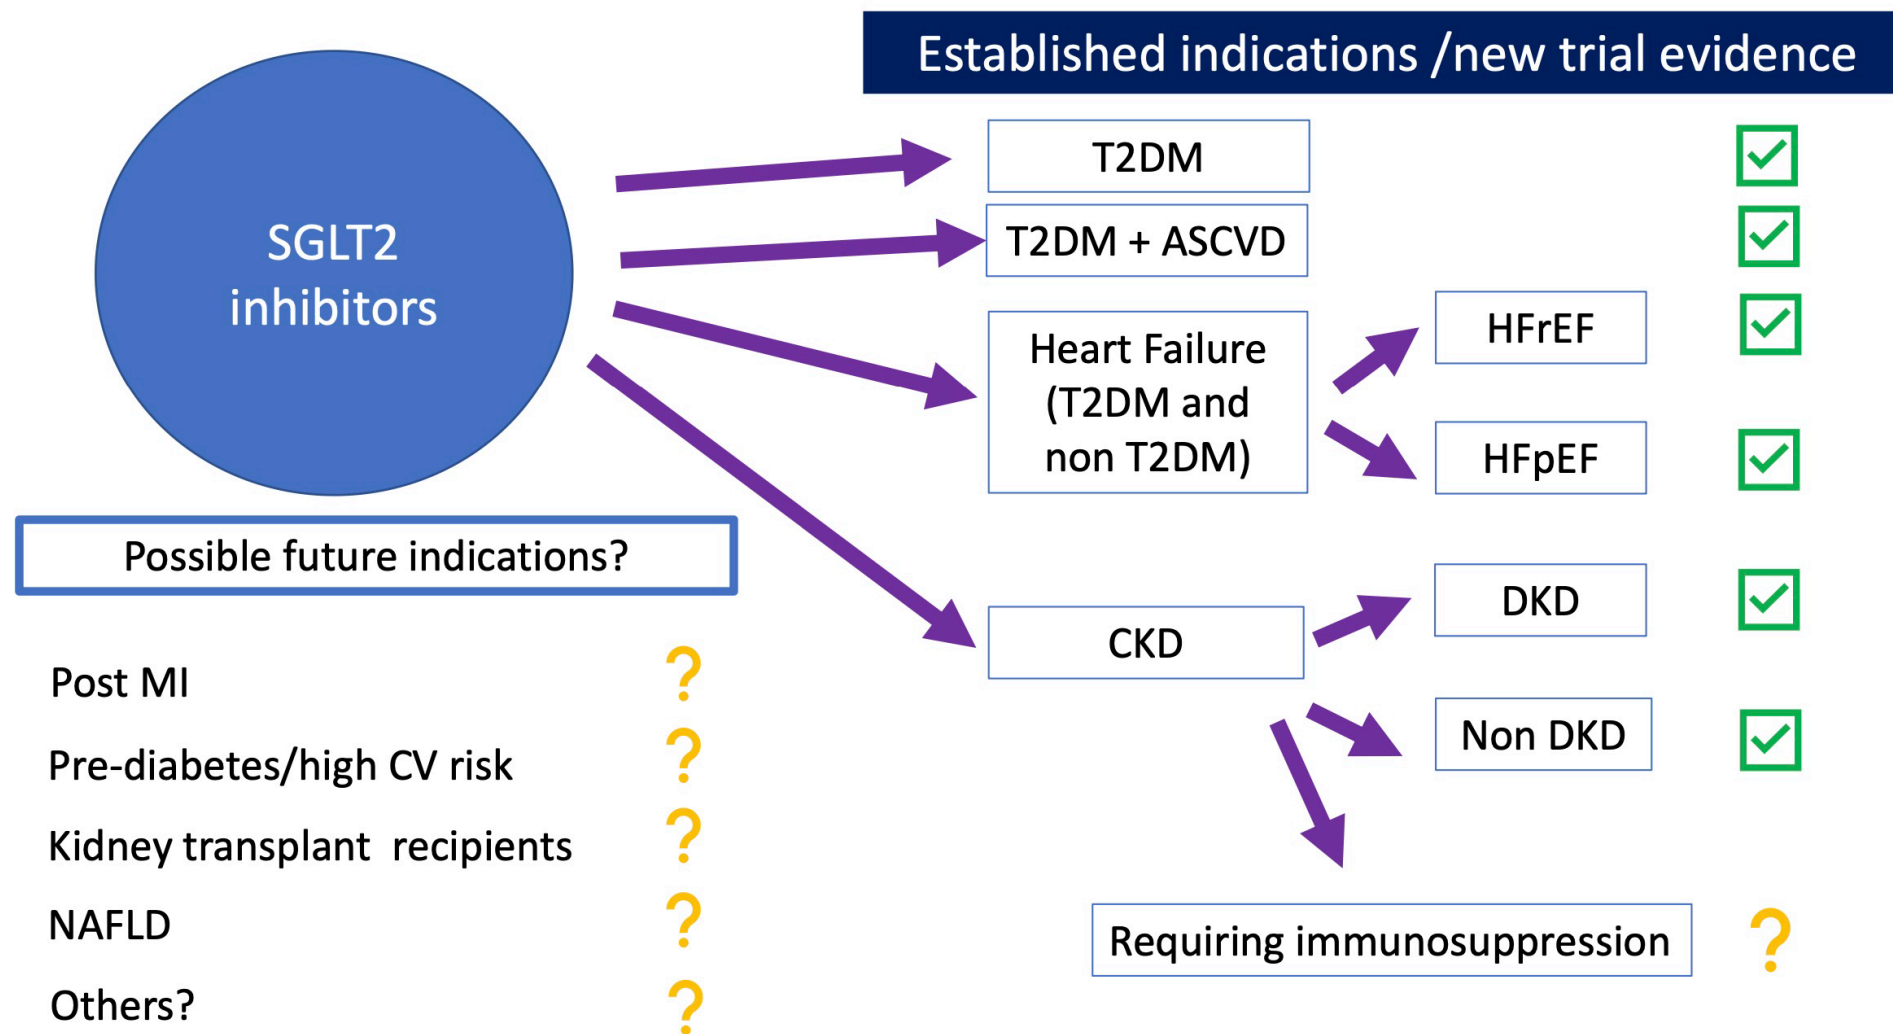 Established indications /new trial evidence
SGLT2
inhibitors
T2DM
T2DM + ASCVD
Heart Failure
(T2DM and
non T2DM)
HFrEF
HFpEF
CKD
DKD
Non DKD
Requiring immunosuppression
?
Possible future indications?
Post MI
?
Pre-diabetes/high CV risk
?
Kidney transplant recipients
?
NAFLD
?
Others?
?